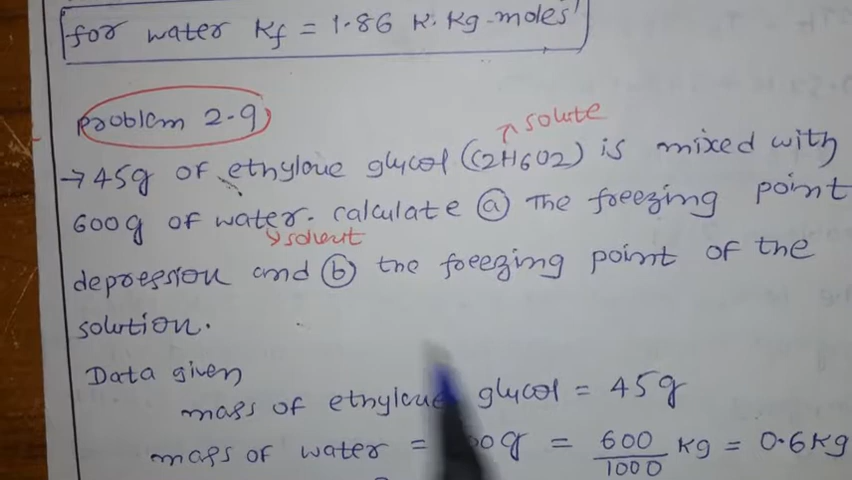 for water Kf = 1.86 K. Kg-moles'
Problem 2.9
↗ solute
→ 45g of ethylene glycol (C2H6O2) is mixed with
600g of water. calculate ⓐ The freezing point
↘ solvent
depression and ⓑ the freezing point of the
solution.
Data given
mass of ethylene glycol = 45g
mass of water = 00g = 600/1000 Kg = 0.6Kg